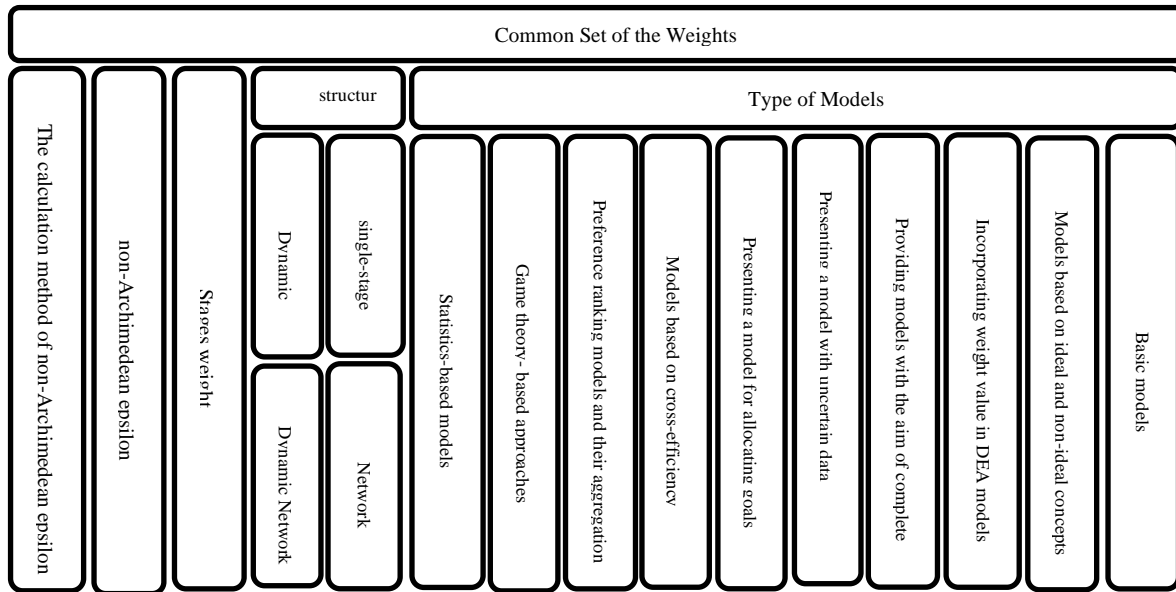 Common Set of the Weights
The calculation method of non-Archimedean epsilon
non-Archimedean epsilon
Stages weight
structur
Type of Models
Dynamic
single-stage
Dynamic Network
Network
Statistics-based models
Game theory- based approaches
Preference ranking models and their aggregation
Models based on cross-efficiency
Presenting a model for allocating goals
Presenting a model with uncertain data
Providing models with the aim of complete
Incorporating weight value in DEA models
Models based on ideal and non-ideal concepts
Basic models